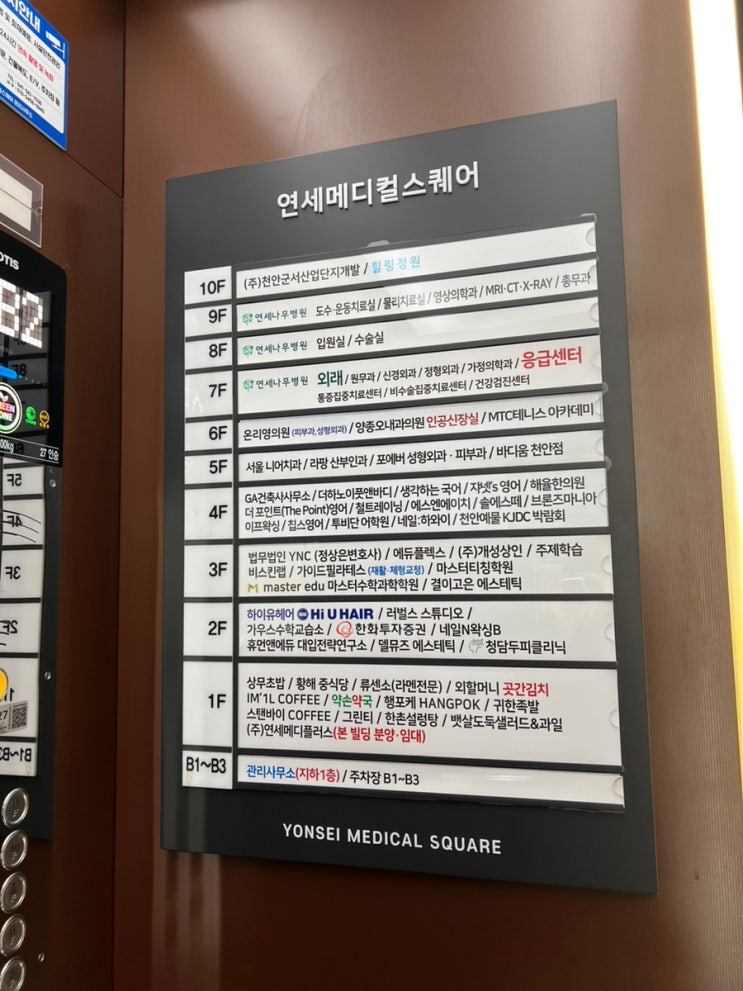 연세메디컬스퀘어
10F (주)천안군서산업단지개발 / 힐링정원
9F 연세나무병원 도수·운동치료실 / 물리치료실 / 영상의학과 / MRI·CT·X-RAY / 총무과
8F 연세나무병원 입원실 / 수술실
7F 연세나무병원 외래 / 원무과 / 신경외과 / 정형외과 / 가정의학과 / 응급센터
통증집중치료센터 / 비수술집중치료센터 / 건강검진센터
6F 온리영의원 (피부과,성형외과) / 양종오내과의원 인공신장실 / MTC테니스 아카데미
5F 서울 니어치과 / 라팡 산부인과 / 포에버 성형외과 · 피부과 / 바디움 천안점
4F GA건축사사무소 / 더하노이풋앤바디 / 생각하는 국어 / 쟈넷's 영어 / 해율한의원
더 포인트(The Point)영어 / 철트레이닝 / 에스엔에이치 / 솔에스떼 / 브론즈마니아
이프왁싱 / 칩스영어 / 투비단 어학원 / 네일:하와이 / 천안예물 KJDC 박람회
3F 법무법인 YNC (정상은변호사) / 에듀플렉스 / (주)개성상인 / 주제학습
비스킨랩 / 가이드필라테스 (재활·체형교정) / 마스터티칭학원
master edu 마스터수학과학학원 / 결이고은 에스테틱
2F 하이유헤어 Hi U HAIR / 러벌스 스튜디오 /
가우스수학교습소 / 한화투자증권 / 네일N왁싱B
휴먼앤에듀 대입전략연구소 / 델뮤즈 에스테틱 / 청담두피클리닉
1F 상무초밥 / 황해 중식당 / 류센소(라멘전문) / 외할머니 곳간김치
IM'1L COFFEE / 약손약국 / 행포케 HANGPOK / 귀한족발
스탠바이 COFFEE / 그린티 / 한촌설렁탕 / 뱃살도둑샐러드&과일
(주)연세메디플러스(본 빌딩 분양·임대)
B1~B3 관리사무소(지하1층) / 주차장 B1~B3
YONSEI MEDICAL SQUARE
OTIS
27 인승